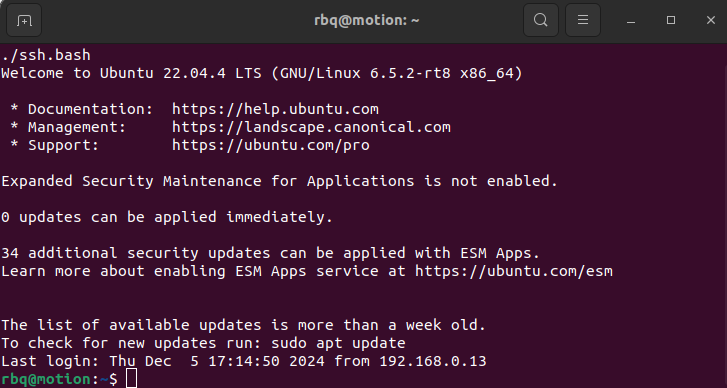 rbq@motion: ~
./ssh.bash
Welcome to Ubuntu 22.04.4 LTS (GNU/Linux 6.5.2-rt8 x86_64)
* Documentation:  https://help.ubuntu.com
* Management:     https://landscape.canonical.com
* Support:        https://ubuntu.com/pro
Expanded Security Maintenance for Applications is not enabled.
0 updates can be applied immediately.
34 additional security updates can be applied with ESM Apps.
Learn more about enabling ESM Apps service at https://ubuntu.com/esm
The list of available updates is more than a week old.
To check for new updates run: sudo apt update
Last login: Thu Dec  5 17:14:50 2024 from 192.168.0.13
rbq@motion:~$